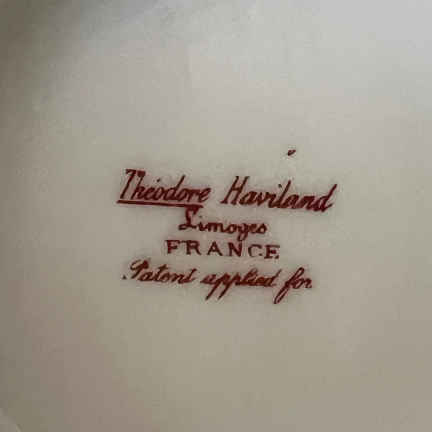 Théodore Haviland
Limoges
FRANCE
Patent applied for